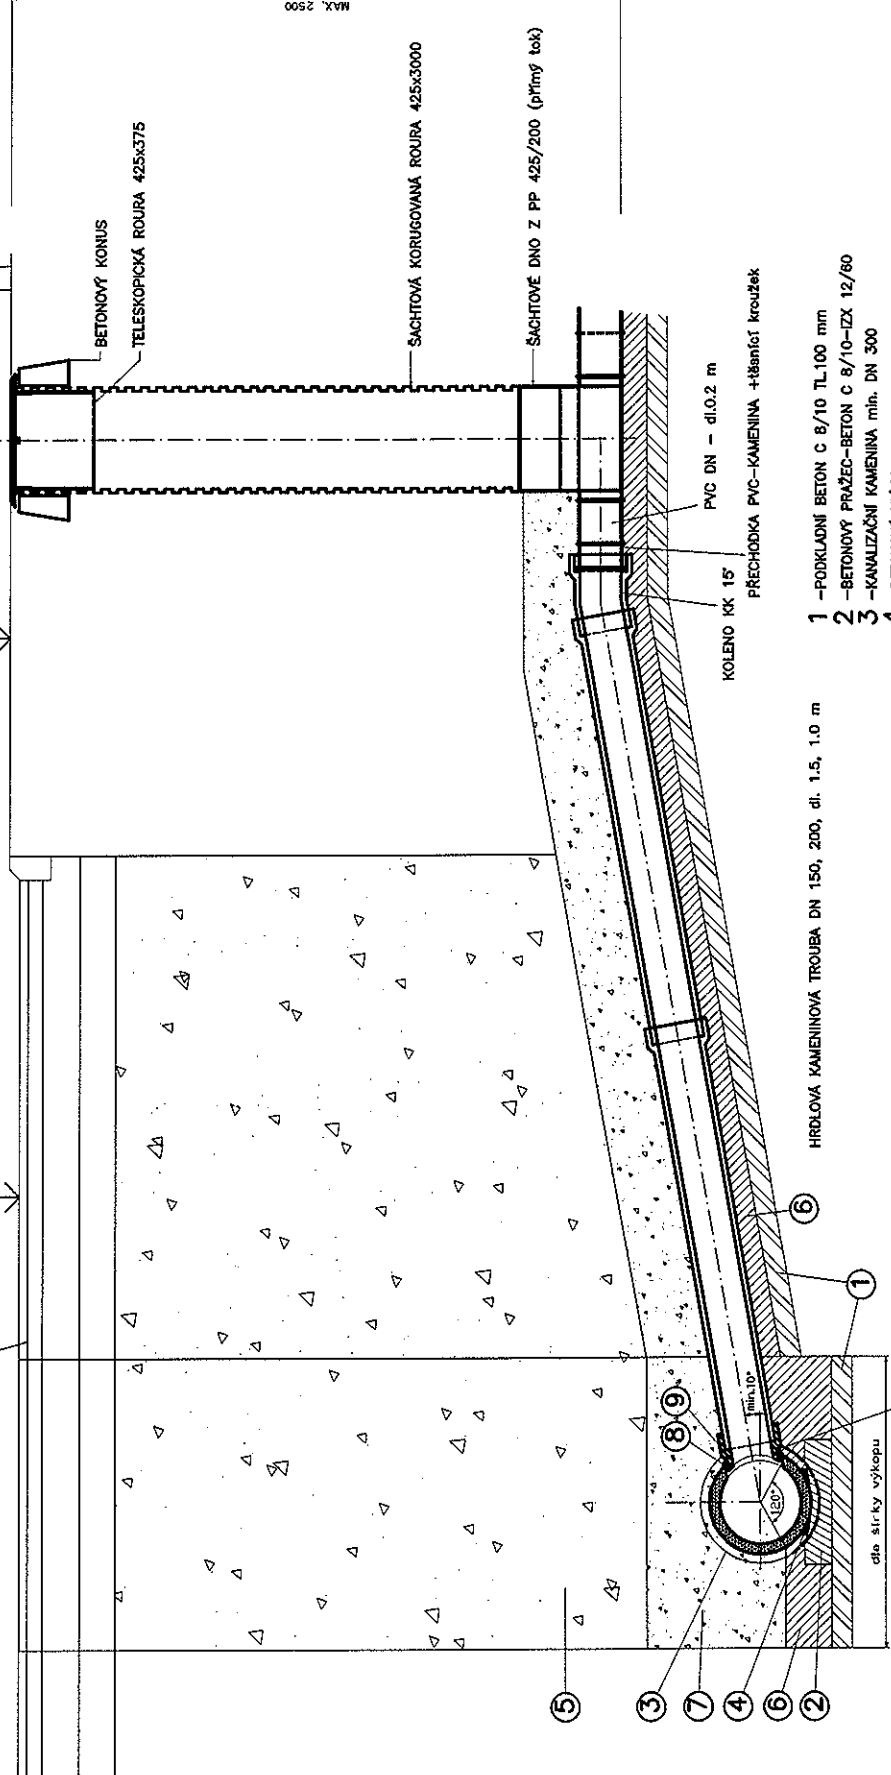 MAX. 2500
BETONOVÝ KONUS
TELESKOPICKÁ ROURA 425x375
ŠACHTOVÁ KORUGOVANÁ ROURA 425x3000
ŠACHTOVÉ DNO Z PP 425/200 (přímý tok)
PVC DN - dl.0.2 m
PŘECHODKA PVC-KAMENINA +těsnící kroužek
KOLENO KK 15°
HRDLOVÁ KAMENINOVÁ TROUBA DN 150, 200, dl. 1.5, 1.0 m
1 -PODKLADNÍ BETON C 8/10 TL100 mm
2 -BETONOVÝ PRAŽEC-BETON C 8/10-IZX 12/60
3 -KANALIZAČNÍ KAMENINA min. DN 300
5
3
7
4
6
2
8
9
min.10°
120°
6
1
dle šířky výkopu